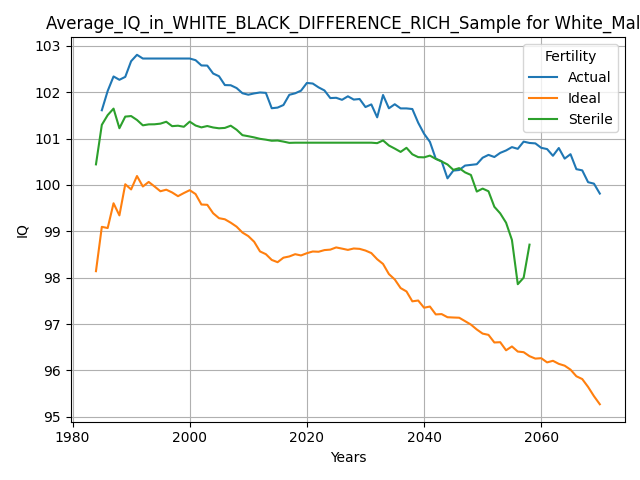 Average_IQ_in_WHITE_BLACK_DIFFERENCE_RICH_Sample for White_Mal
103
102
101
100
99
98
97
96
95
IQ
1980
2000
2020
2040
2060
Years
Fertility
Actual
Ideal
Sterile